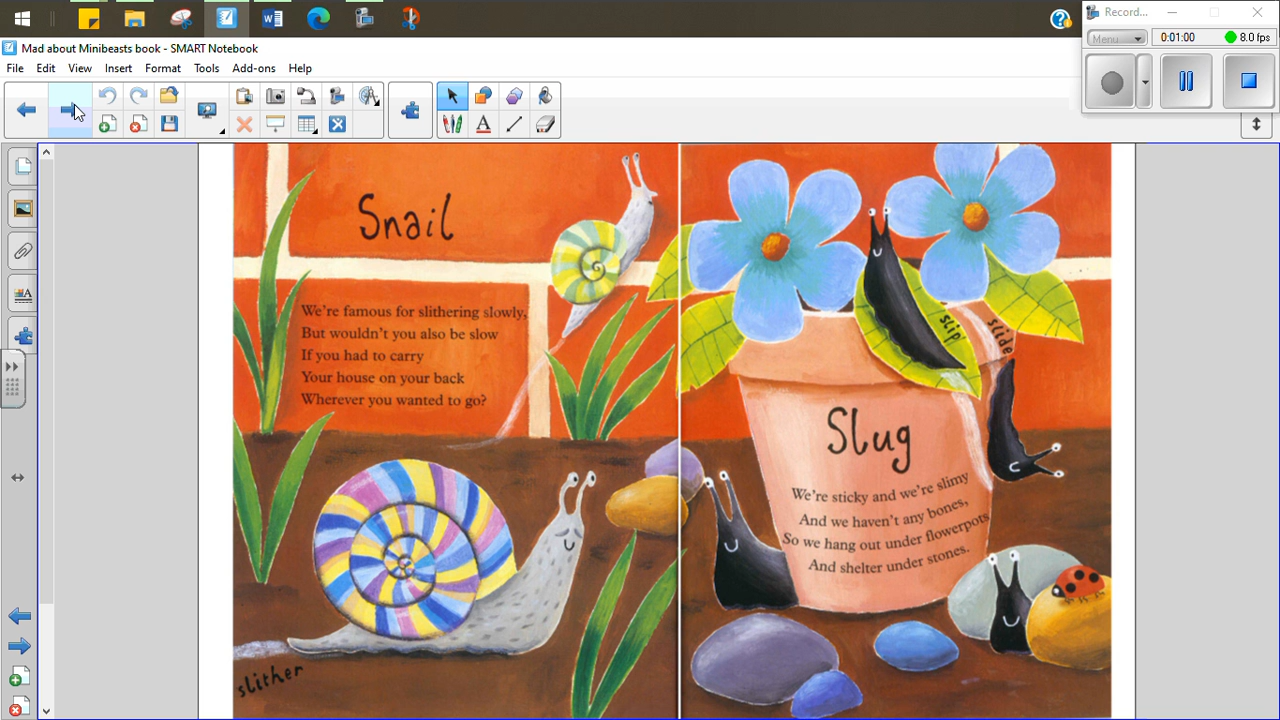 Mad about Minibeasts book - SMART Notebook
Record...
Menu
0:01:00
8.0 fps
File Edit View Insert Format Tools Add-ons Help
Snail
We're famous for slithering slowly,
But wouldn't you also be slow
If you had to carry
Your house on your back
Wherever you wanted to go?
slither
slip
slide
Slug
We're sticky and we're slimy
And we haven't any bones,
So we hang out under flowerpots
And shelter under stones.